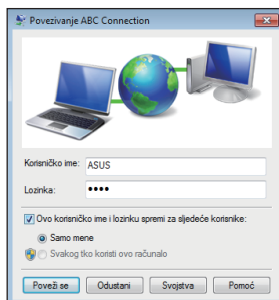 Povezivanje ABC Connection
Korisničko ime: ASUS
Lozinka: ••••
Ovo korisničko ime i lozinku spremi za sljedeće korisnike:
Samo mene
Svakog tko koristi ovo računalo
Poveži se Odustani Svojstva Pomoć